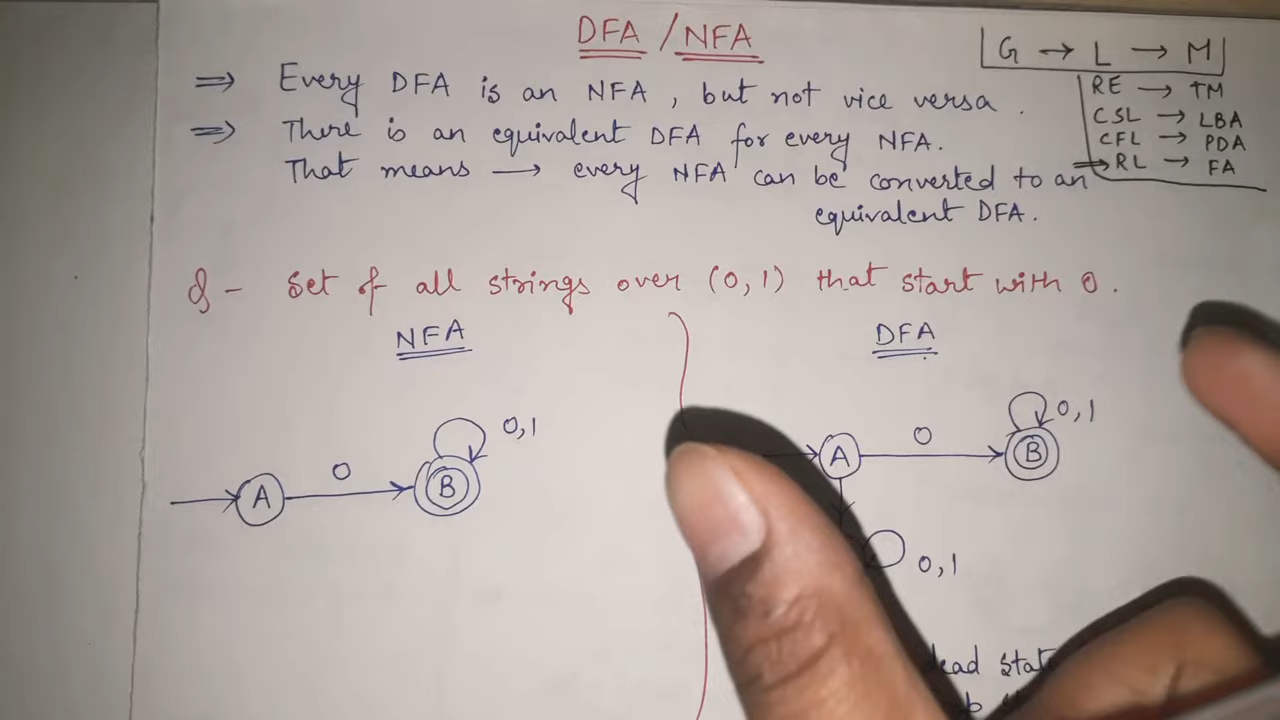 DFA / NFA
G → L → M
RE → TM
CSL → LBA
CFL → PDA
⇒ RL → FA
⇒ Every DFA is an NFA, but not vice versa.
⇒ There is an equivalent DFA for every NFA.
That means → every NFA can be converted to an
equivalent DFA.
Q - Set of all strings over (0,1) that start with 0.
NFA
0,1
0
A
B
DFA
0,1
0
A
B
0,1
dead state